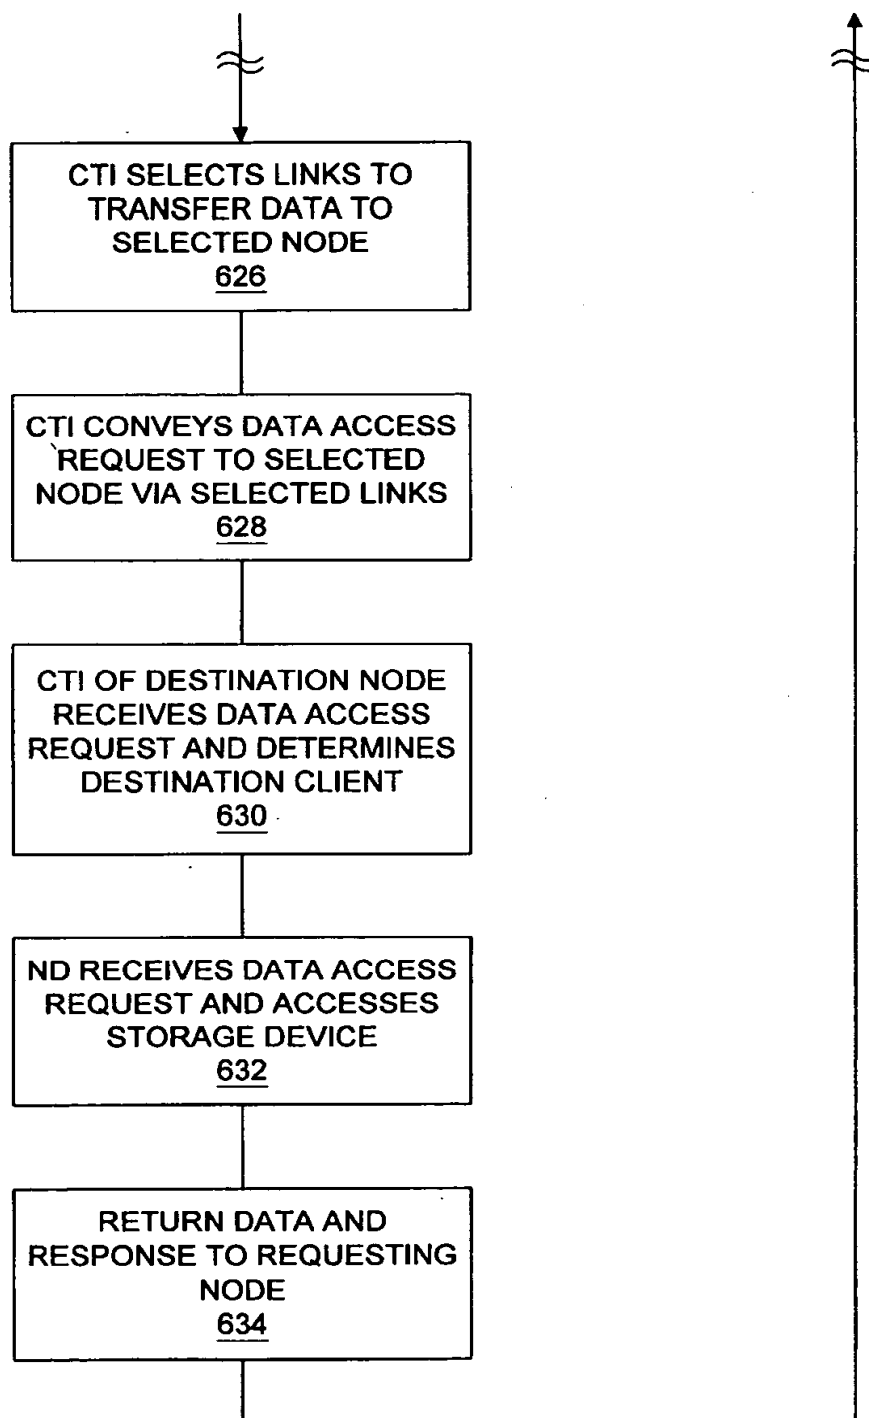 CTI SELECTS LINKS TO
TRANSFER DATA TO
SELECTED NODE
626
CTI CONVEYS DATA ACCESS
REQUEST TO SELECTED
NODE VIA SELECTED LINKS
628
CTI OF DESTINATION NODE
RECEIVES DATA ACCESS
REQUEST AND DETERMINES
DESTINATION CLIENT
630
ND RECEIVES DATA ACCESS
REQUEST AND ACCESSES
STORAGE DEVICE
632
RETURN DATA AND
RESPONSE TO REQUESTING
NODE
634